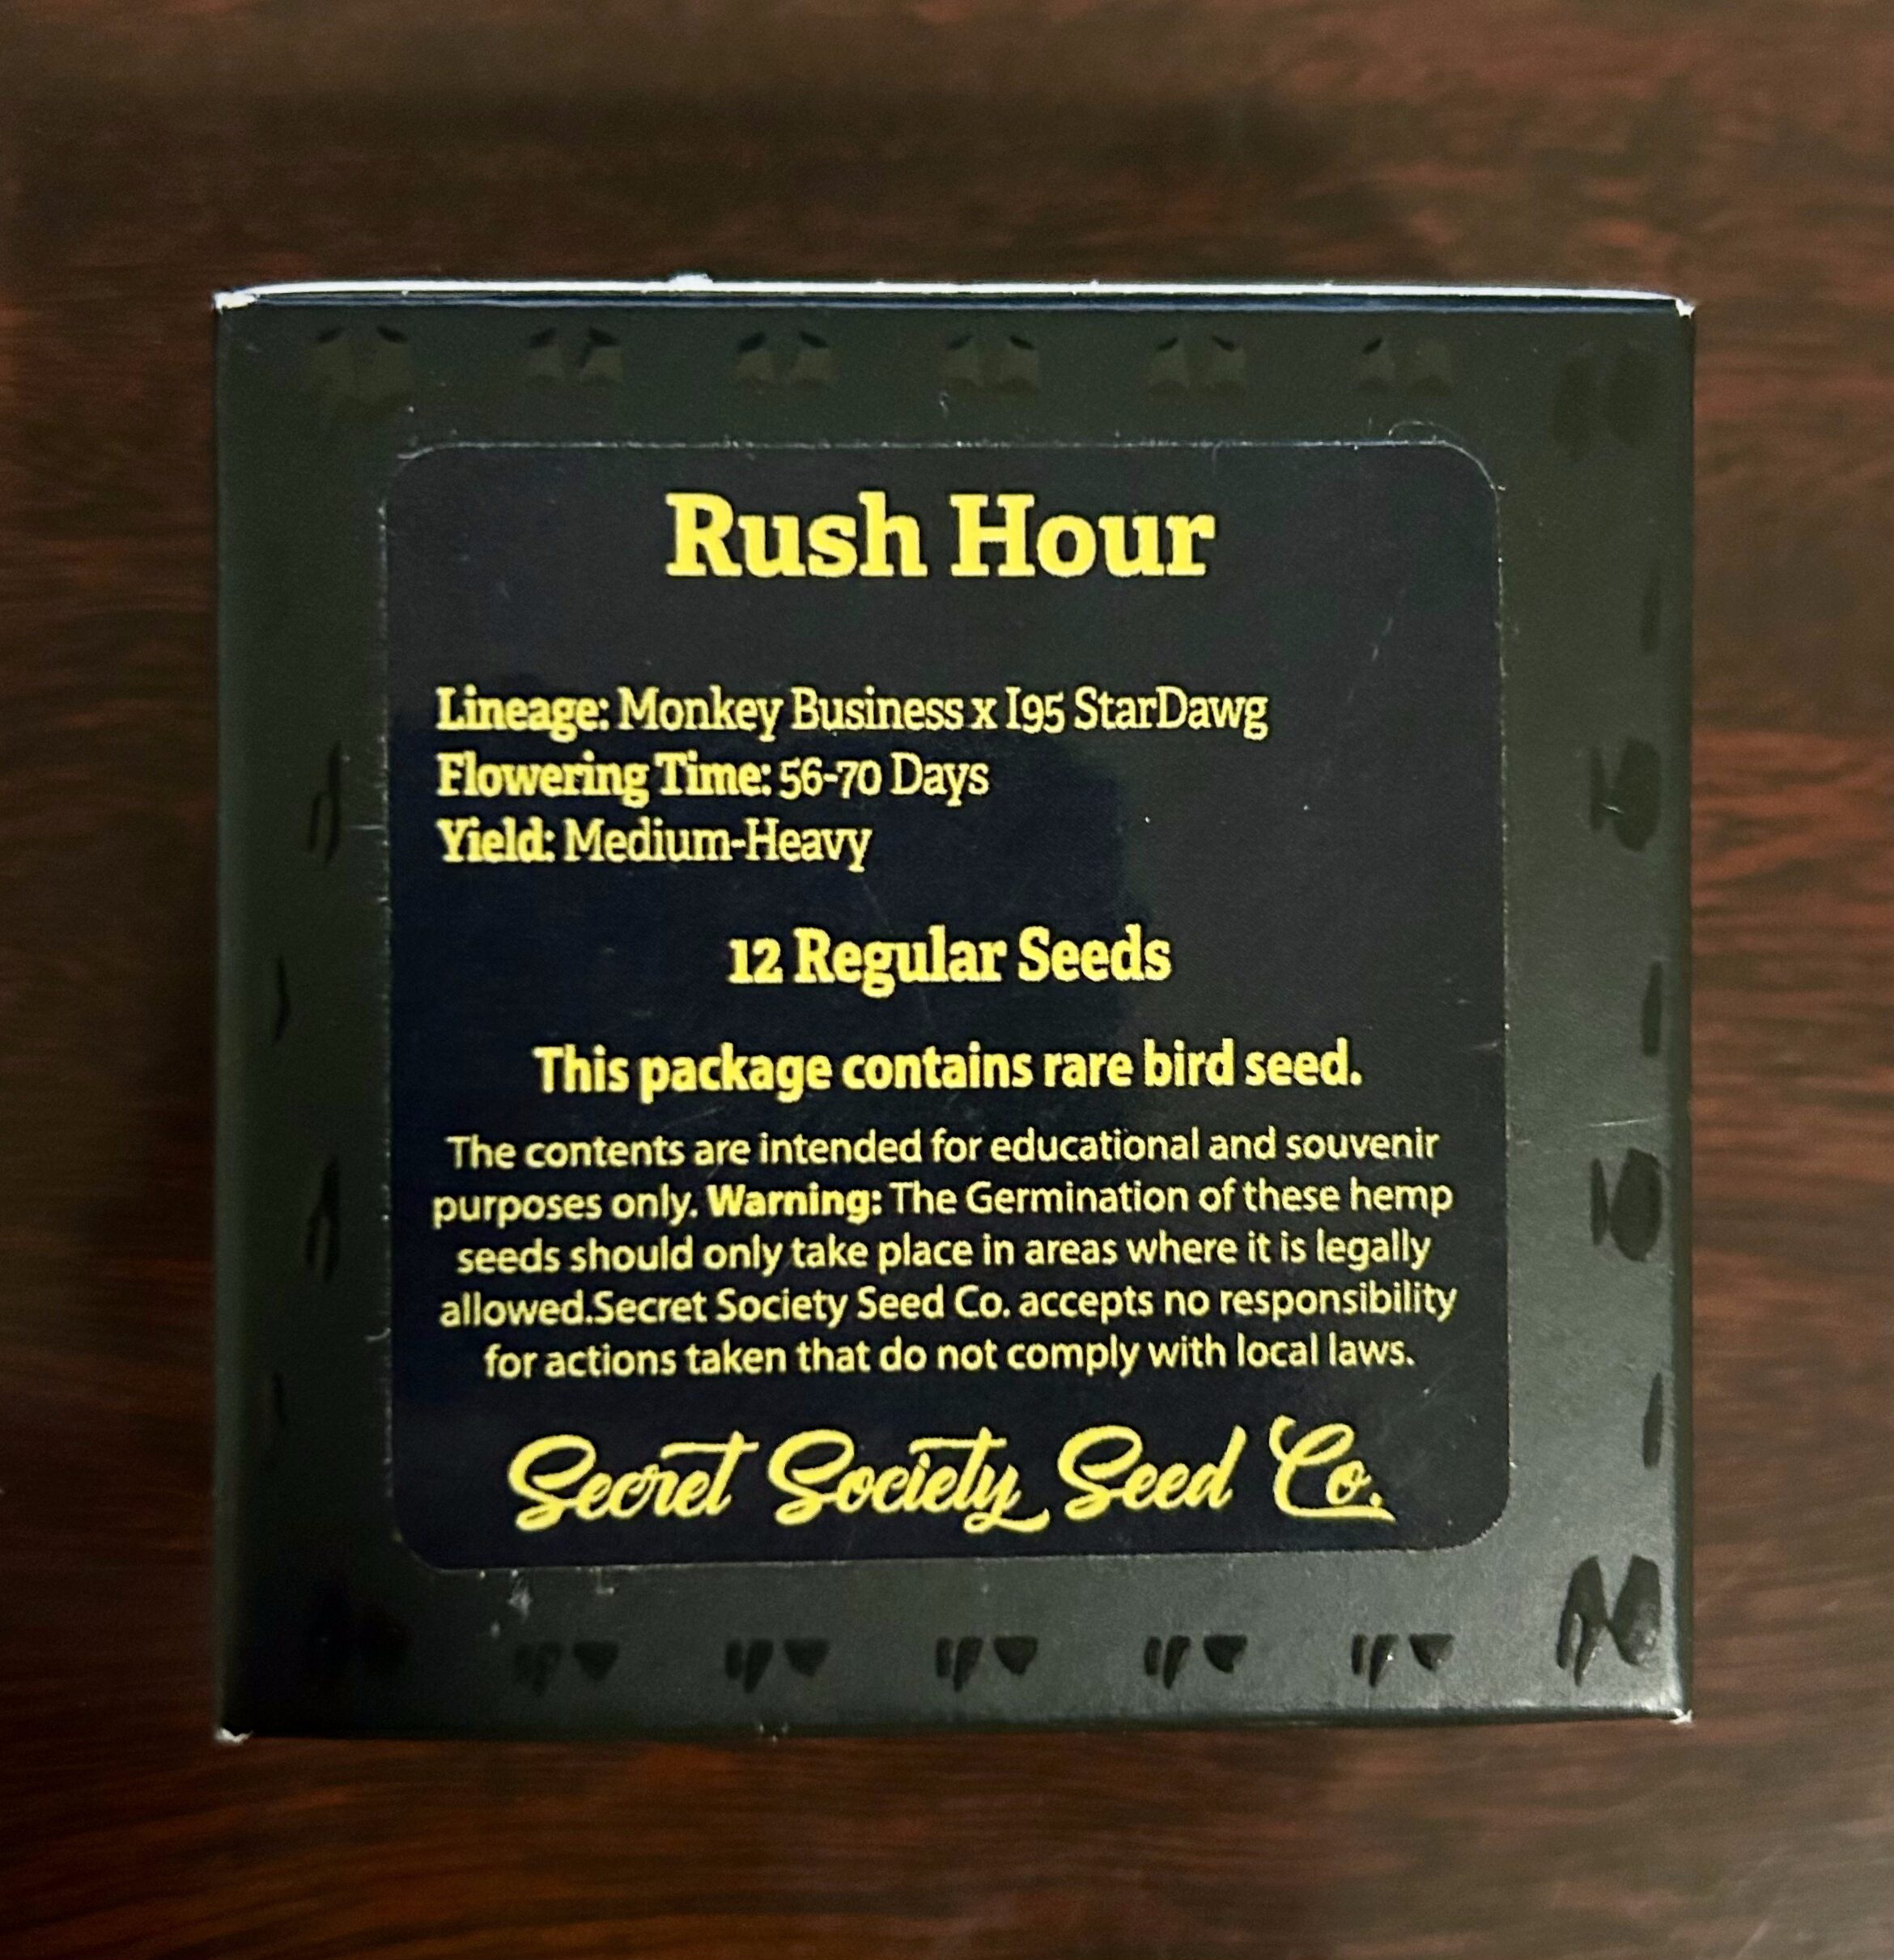 Rush Hour
Lineage: Monkey Business x I95 StarDawg
Flowering Time: 56-70 Days
Yield: Medium-Heavy
12 Regular Seeds
This package contains rare bird seed.
The contents are intended for educational and souvenir
purposes only. Warning: The Germination of these hemp
seeds should only take place in areas where it is legally
allowed.Secret Society Seed Co. accepts no responsibility
for actions taken that do not comply with local laws.
Secret Society Seed Co.